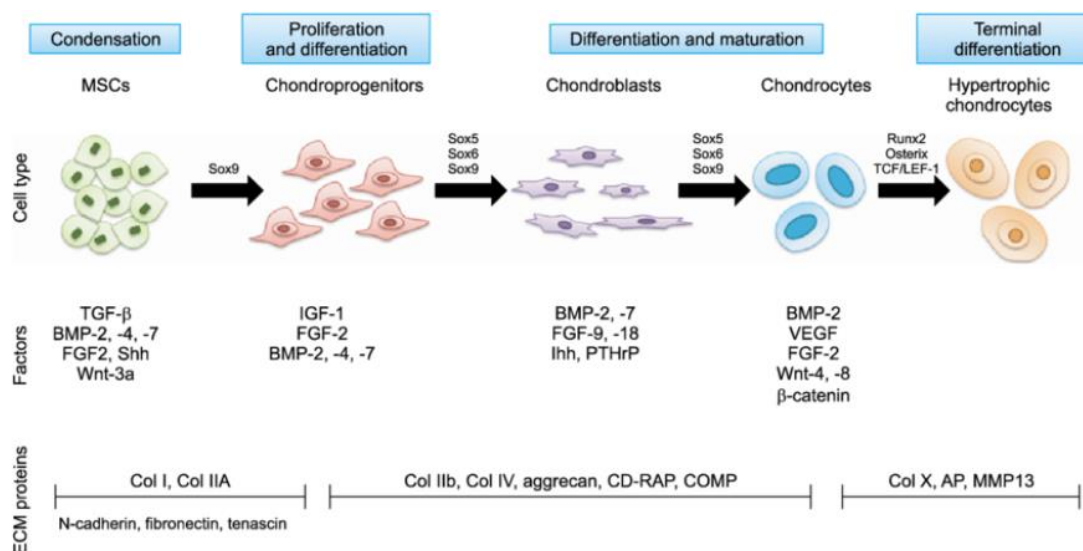 Condensation
Proliferation
and differentiation
Differentiation and maturation
Terminal
differentiation
MSCs
Chondroprogenitors
Chondroblasts
Chondrocytes
Hypertrophic
chondrocytes
Cell type
Sox9
Sox5
Sox6
Sox9
Sox5
Sox6
Sox9
Runx2
Osterix
TCF/LEF-1
Factors
TGF-β
BMP-2, -4, -7
FGF2, Shh
Wnt-3a
IGF-1
FGF-2
BMP-2, -4, -7
BMP-2, -7
FGF-9, -18
Ihh, PTHrP
BMP-2
VEGF
FGF-2
Wnt-4, -8
β-catenin
ECM proteins
Col I, Col IIA
N-cadherin, fibronectin, tenascin
Col IIb, Col IV, aggrecan, CD-RAP, COMP
Col X, AP, MMP13